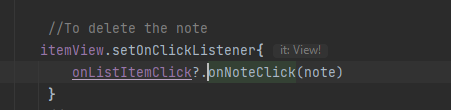 //To delete the note
itemView.setOnClickListener{ it: View!
onListItemClick?.onNoteClick(note)
}